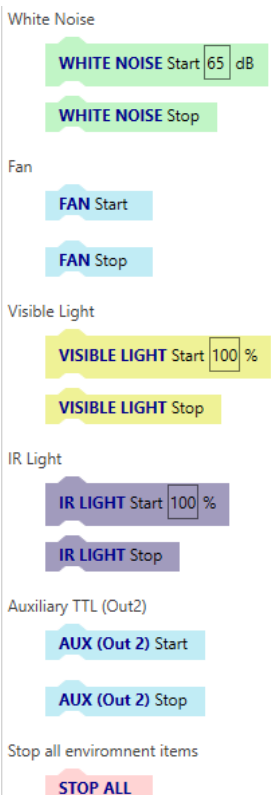 White Noise
WHITE NOISE Start 65 dB
WHITE NOISE Stop
Fan
FAN Start
FAN Stop
Visible Light
VISIBLE LIGHT Start 100 %
VISIBLE LIGHT Stop
IR Light
IR LIGHT Start 100 %
IR LIGHT Stop
Auxiliary TTL (Out2)
AUX (Out 2) Start
AUX (Out 2) Stop
Stop all enviromnent items
STOP ALL